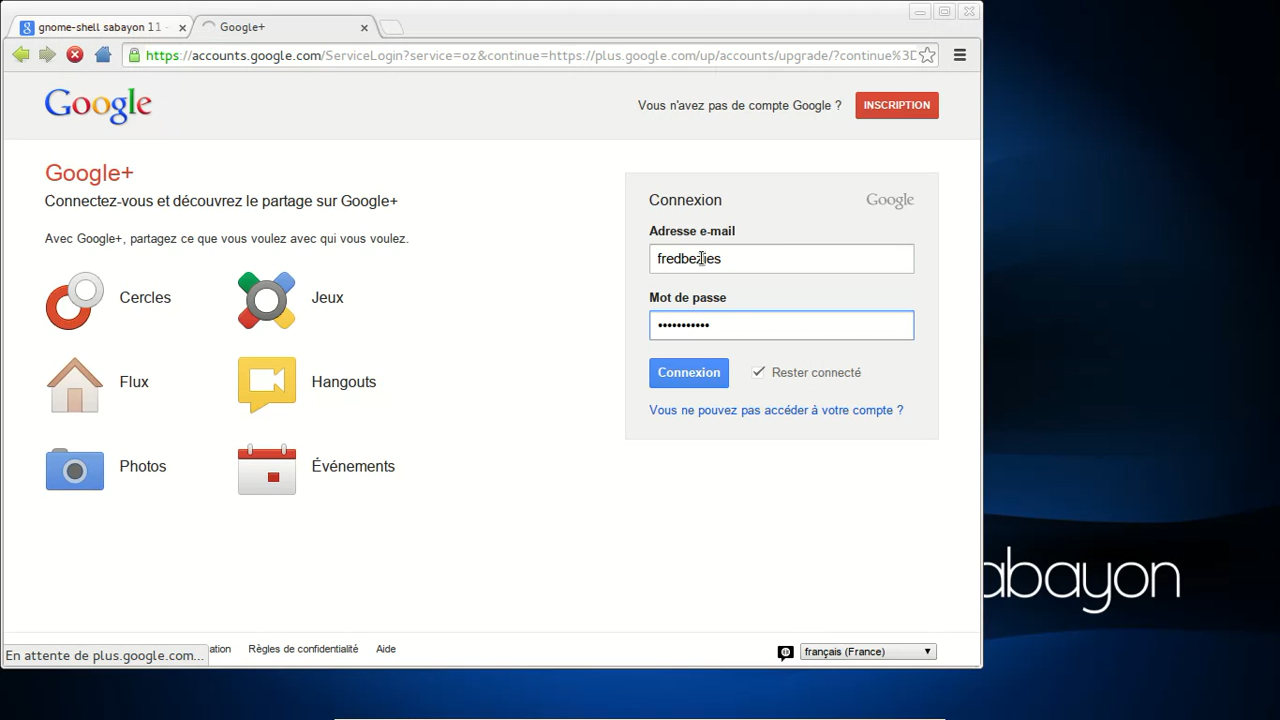 gnome-shell sabayon 11 -
Google+
https://accounts.google.com/ServiceLogin?service=oz&continue=https://plus.google.com/up/accounts/upgrade/?continue%3D
Google
Vous n'avez pas de compte Google ?
INSCRIPTION
Google+
Connectez-vous et découvrez le partage sur Google+
Avec Google+, partagez ce que vous voulez avec qui vous voulez.
Cercles
Jeux
Flux
Hangouts
Photos
Événements
Connexion
Google
Adresse e-mail
fredbezies
Mot de passe
•••••••••••
Connexion
Rester connecté
Vous ne pouvez pas accéder à votre compte ?
abayon
En attente de plus.google.com...
ation
Règles de confidentialité
Aide
français (France)